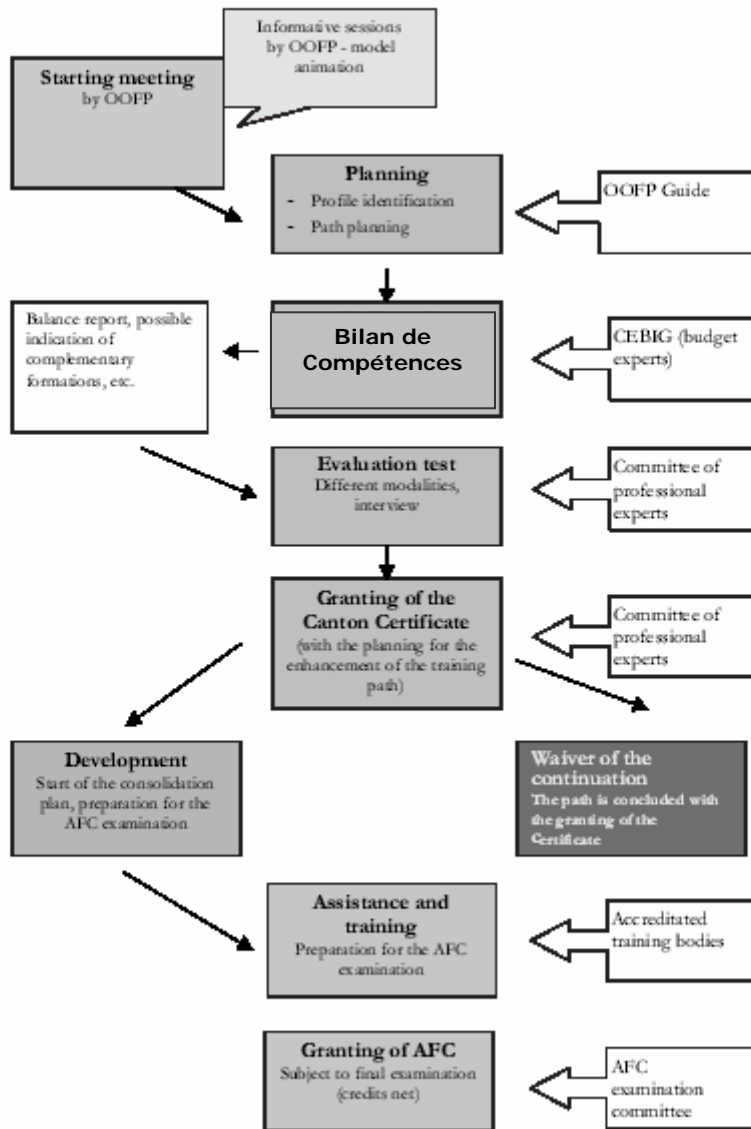 Informative sessions
by OOFP - model
animation
Starting meeting
by OOFP
Planning
- Profile identification
- Path planning
OOFP Guide
Balance report, possible
indication of
complementary
formations, etc.
Bilan de
Compétences
CEBIG (budget
experts)
Evaluation test
Different modalities,
interview
Committee of
professional
experts
Granting of the
Canton Certificate
(with the planning for the
enhancement of the training
path)
Committee of
professional
experts
Development
Start of the consolidation
plan, preparation for the
AFC examination
Waiver of the
continuation
The path is concluded with
the granting of the
Certificate
Assistance and
training
Preparation for the AFC
examination
Accreditated
training bodies
Granting of AFC
Subject to final examination
(credits net)
AFC
examination
committee